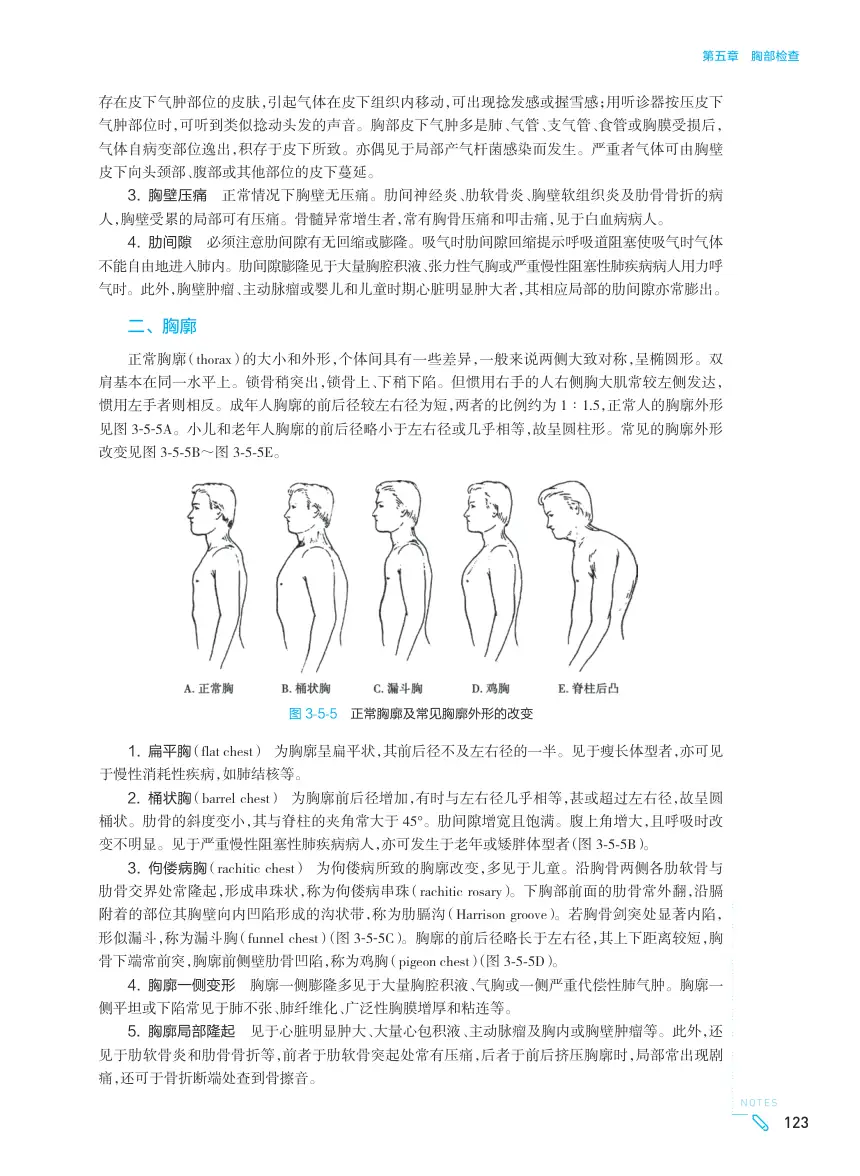 第五章 胸部检查
存在皮下气肿部位的皮肤,引起气体在皮下组织内移动,可出现捻发感或握雪感;用听诊器按压皮下
气肿部位时,可听到类似捻动头发的声音。胸部皮下气肿多是肺、气管、支气管、食管或胸膜受损后,
气体自病变部位逸出,积存于皮下所致。亦偶见于局部产气杆菌感染而发生。严重者气体可由胸壁
皮下向头颈部、腹部或其他部位的皮下蔓延。
3. 胸壁压痛 正常情况下胸壁无压痛。肋间神经炎、肋软骨炎、胸壁软组织炎及肋骨骨折的病
人,胸壁受累的局部可有压痛。骨髓异常增生者,常有胸骨压痛和叩击痛,见于白血病病人。
4. 肋间隙 必须注意肋间隙有无回缩或膨隆。吸气时肋间隙回缩提示呼吸道阻塞使吸气时气体
不能自由地进入肺内。肋间隙膨隆见于大量胸腔积液、张力性气胸或严重慢性阻塞性肺疾病病人用力呼
气时。此外,胸壁肿瘤、主动脉瘤或婴儿和儿童时期心脏明显肿大者,其相应局部的肋间隙亦常膨出。
二、胸廓
正常胸廓(thorax)的大小和外形,个体间具有一些差异,一般来说两侧大致对称,呈椭圆形。双
肩基本在同一水平上。锁骨稍突出,锁骨上、下稍下陷。但惯用右手的人右侧胸大肌常较左侧发达,
惯用左手者则相反。成年人胸廓的前后径较左右径为短,两者的比例约为 1∶1.5,正常人的胸廓外形
见图 3-5-5A。小儿和老年人胸廓的前后径略小于左右径或几乎相等,故呈圆柱形。常见的胸廓外形
改变见图 3-5-5B～图 3-5-5E。
A. 正常胸 B. 桶状胸 C. 漏斗胸 D. 鸡胸 E. 脊柱后凸
图 3-5-5 正常胸廓及常见胸廓外形的改变
1. 扁平胸(flat chest) 为胸廓呈扁平状,其前后径不及左右径的一半。见于瘦长体型者,亦可见
于慢性消耗性疾病,如肺结核等。
2. 桶状胸(barrel chest) 为胸廓前后径增加,有时与左右径几乎相等,甚或超过左右径,故呈圆
桶状。肋骨的斜度变小,其与脊柱的夹角常大于 45°。肋间隙增宽且饱满。腹上角增大,且呼吸时改
变不明显。见于严重慢性阻塞性肺疾病病人,亦可发生于老年或矮胖体型者(图 3-5-5B)。
3. 佝偻病胸(rachitic chest) 为佝偻病所致的胸廓改变,多见于儿童。沿胸骨两侧各肋软骨与
肋骨交界处常隆起,形成串珠状,称为佝偻病串珠(rachitic rosary)。下胸部前面的肋骨常外翻,沿膈
附着的部位其胸壁向内凹陷形成的沟状带,称为肋膈沟(Harrison groove)。若胸骨剑突处显著内陷,
形似漏斗,称为漏斗胸(funnel chest)(图 3-5-5C)。胸廓的前后径略长于左右径,其上下距离较短,胸
骨下端常前突,胸廓前侧壁肋骨凹陷,称为鸡胸(pigeon chest)(图 3-5-5D)。
4. 胸廓一侧变形 胸廓一侧膨隆多见于大量胸腔积液、气胸或一侧严重代偿性肺气肿。胸廓一
侧平坦或下陷常见于肺不张、肺纤维化、广泛性胸膜增厚和粘连等。
5. 胸廓局部隆起 见于心脏明显肿大、大量心包积液、主动脉瘤及胸内或胸壁肿瘤等。此外,还
见于肋软骨炎和肋骨骨折等,前者于肋软骨突起处常有压痛,后者于前后挤压胸廓时,局部常出现剧
痛,还可于骨折断端处查到骨擦音。
NOTES
123